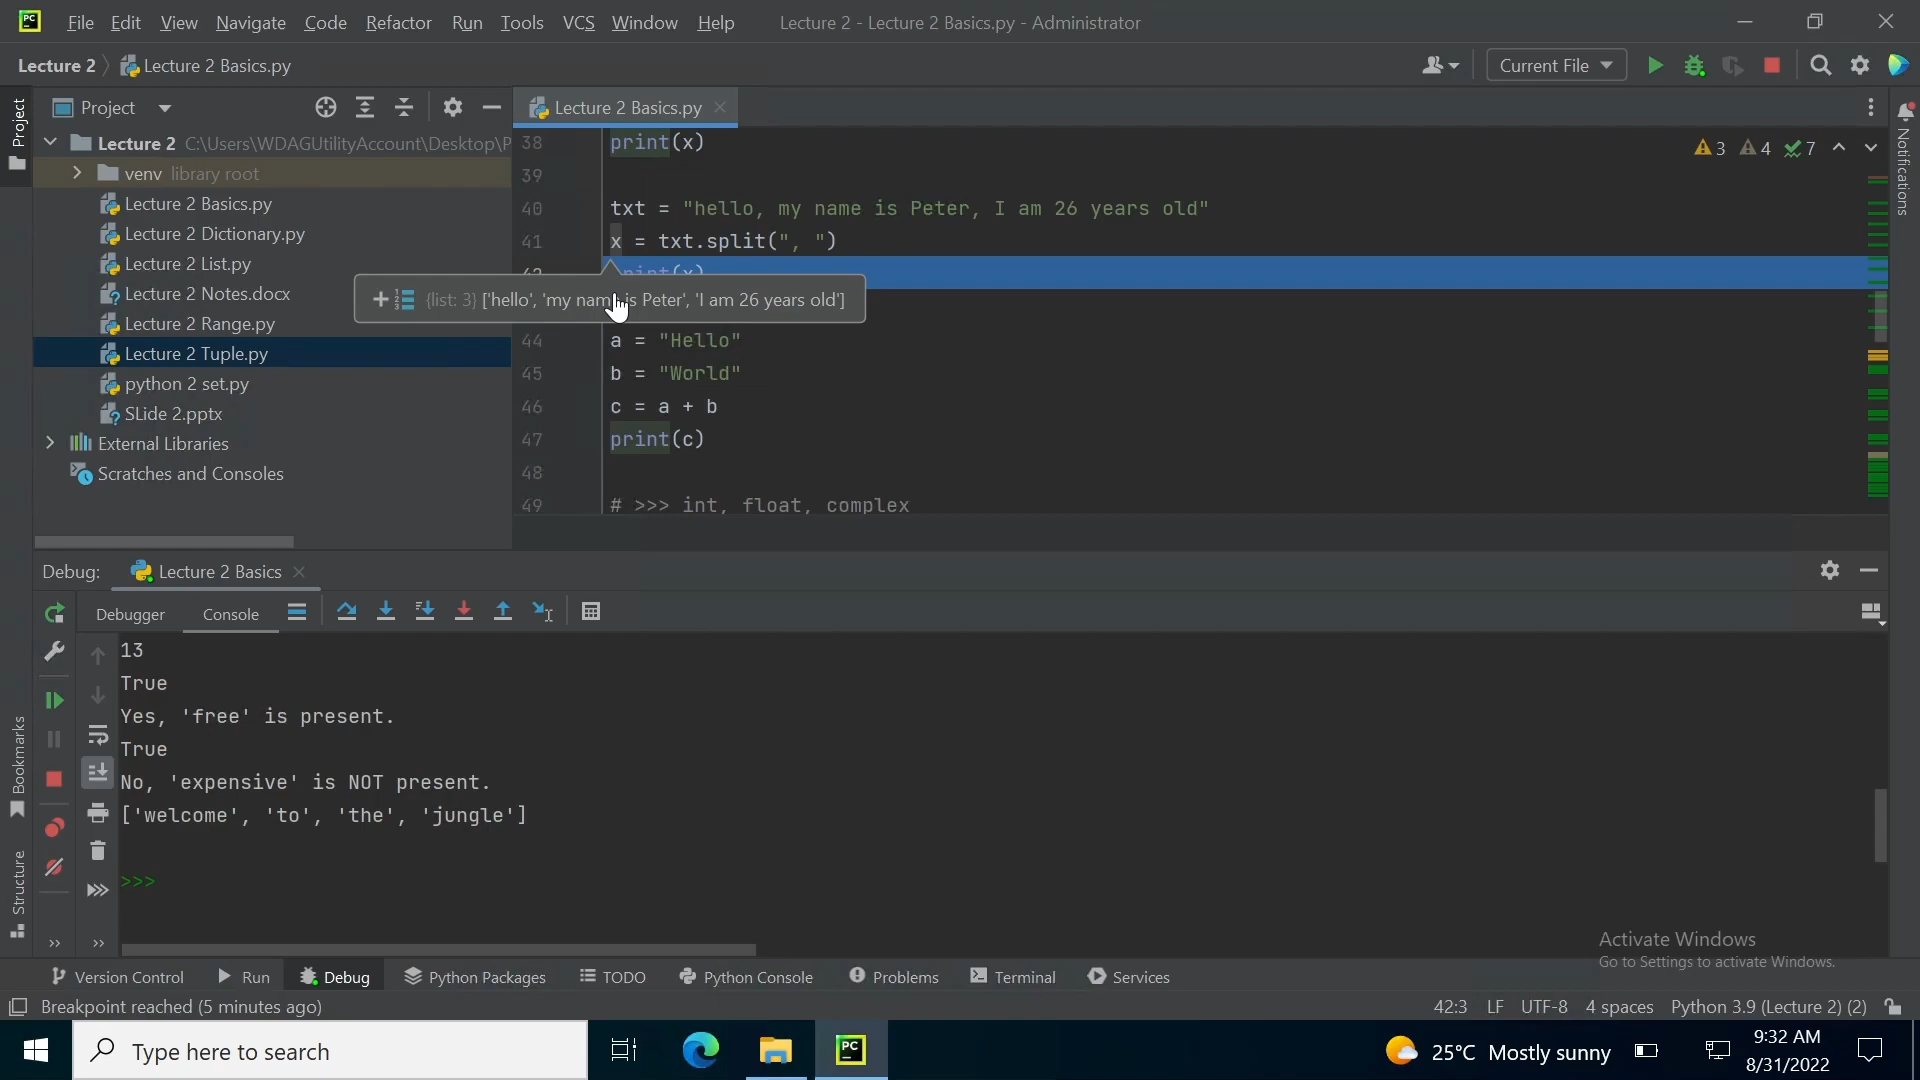 PC File Edit View Navigate Code Refactor Run Tools VCS Window Help Lecture 2 - Lecture 2 Basics.py - Administrator
Lecture 2 Lecture 2 Basics.py Current File
Project Lecture 2 Basics.py
Project
Lecture 2 C:\Users\WDAGUtilityAccount\Desktop\P
venv library root
Lecture 2 Basics.py
Lecture 2 Dictionary.py
Lecture 2 List.py
Lecture 2 Notes.docx
Lecture 2 Range.py
Lecture 2 Tuple.py
python 2 set.py
SLide 2.pptx
External Libraries
Scratches and Consoles
3 4 7
Notifications
38 print(x)
39
40 txt = "hello, my name is Peter, I am 26 years old"
41 x = txt.split(", ")
42 print(x)
{list: 3} ['hello', 'my name is Peter', 'I am 26 years old']
44 a = "Hello"
45 b = "World"
46 c = a + b
47 print(c)
48
49 # >>> int, float, complex
Debug: Lecture 2 Basics
Debugger Console
13
True
Yes, 'free' is present.
True
No, 'expensive' is NOT present.
['welcome', 'to', 'the', 'jungle']
>>>
Bookmarks
Structure
Activate Windows
Go to Settings to activate Windows.
Version Control Run Debug Python Packages TODO Python Console Problems Terminal Services
Breakpoint reached (5 minutes ago) 42:3 LF UTF-8 4 spaces Python 3.9 (Lecture 2) (2)
Type here to search PC 25°C Mostly sunny 9:32 AM
8/31/2022